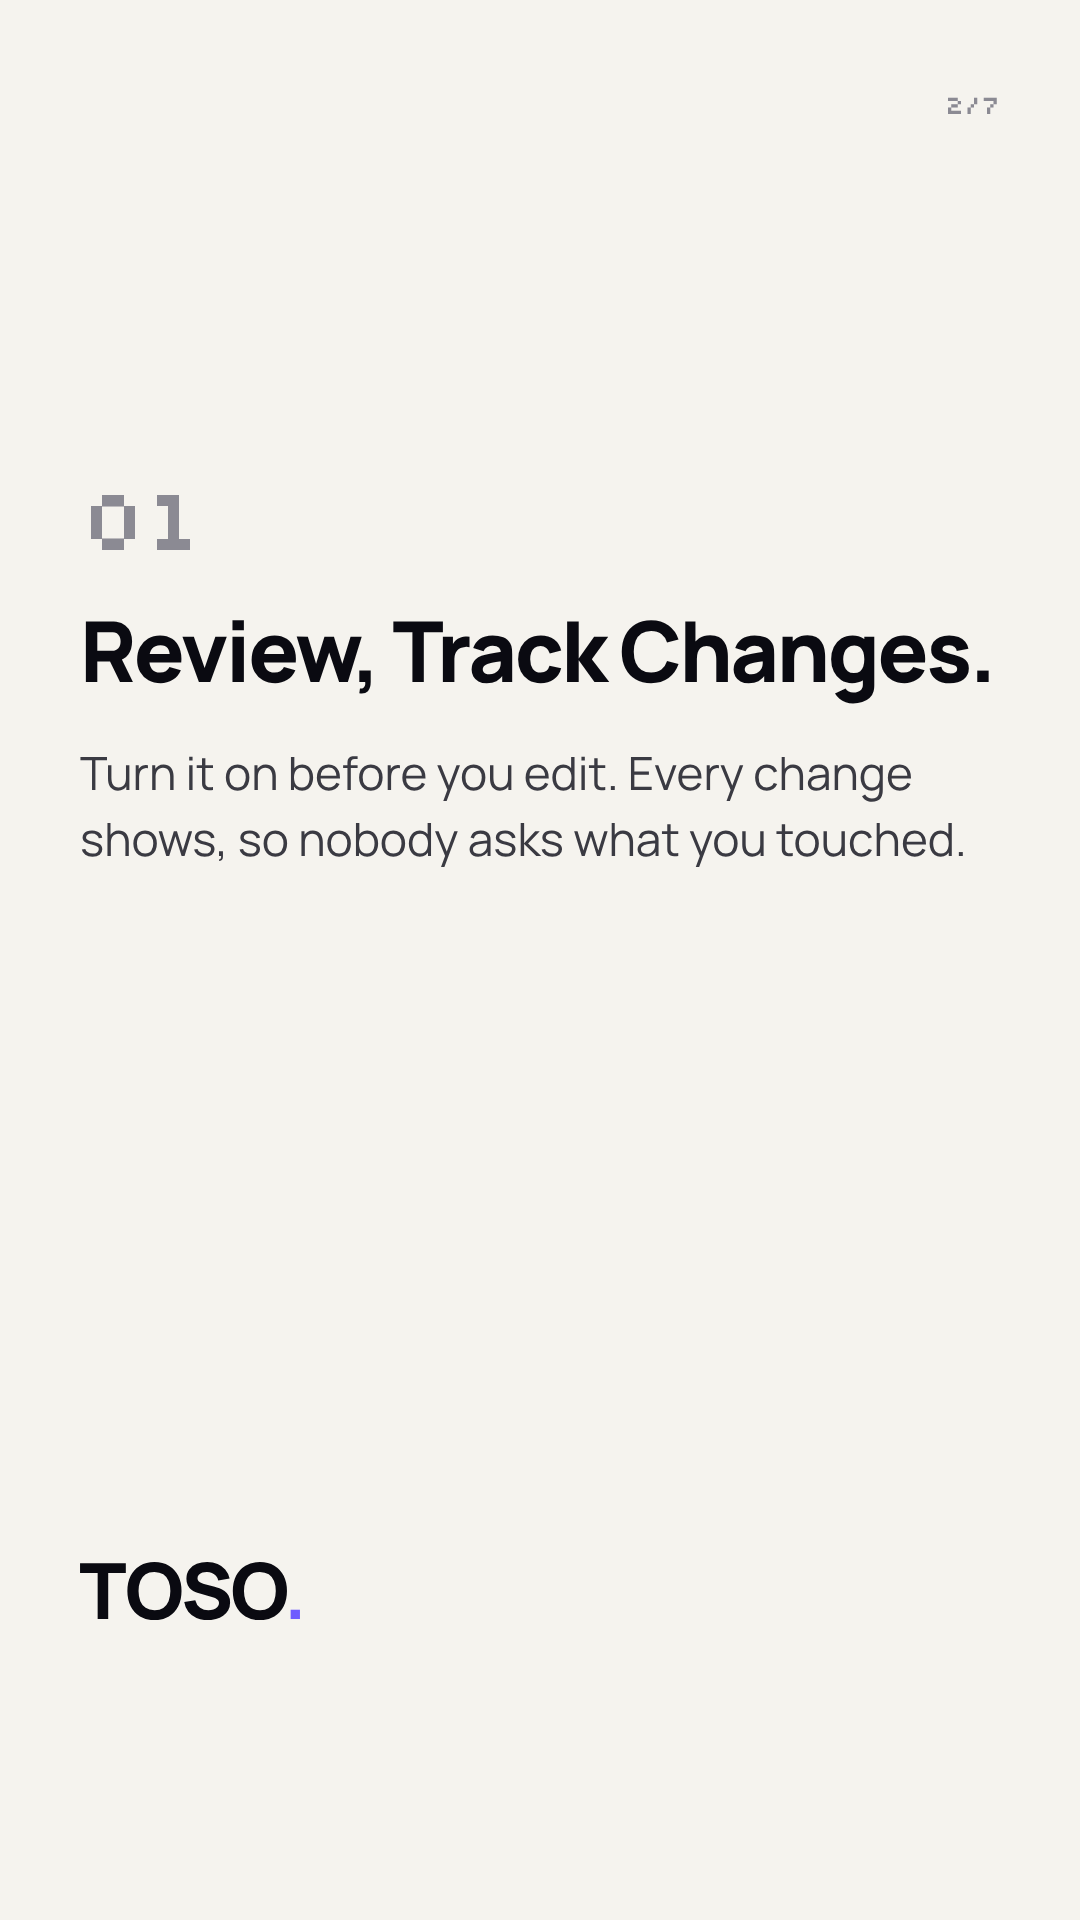 2/7
01
Review, Track Changes.
Turn it on before you edit. Every change
shows, so nobody asks what you touched.
TOSO.